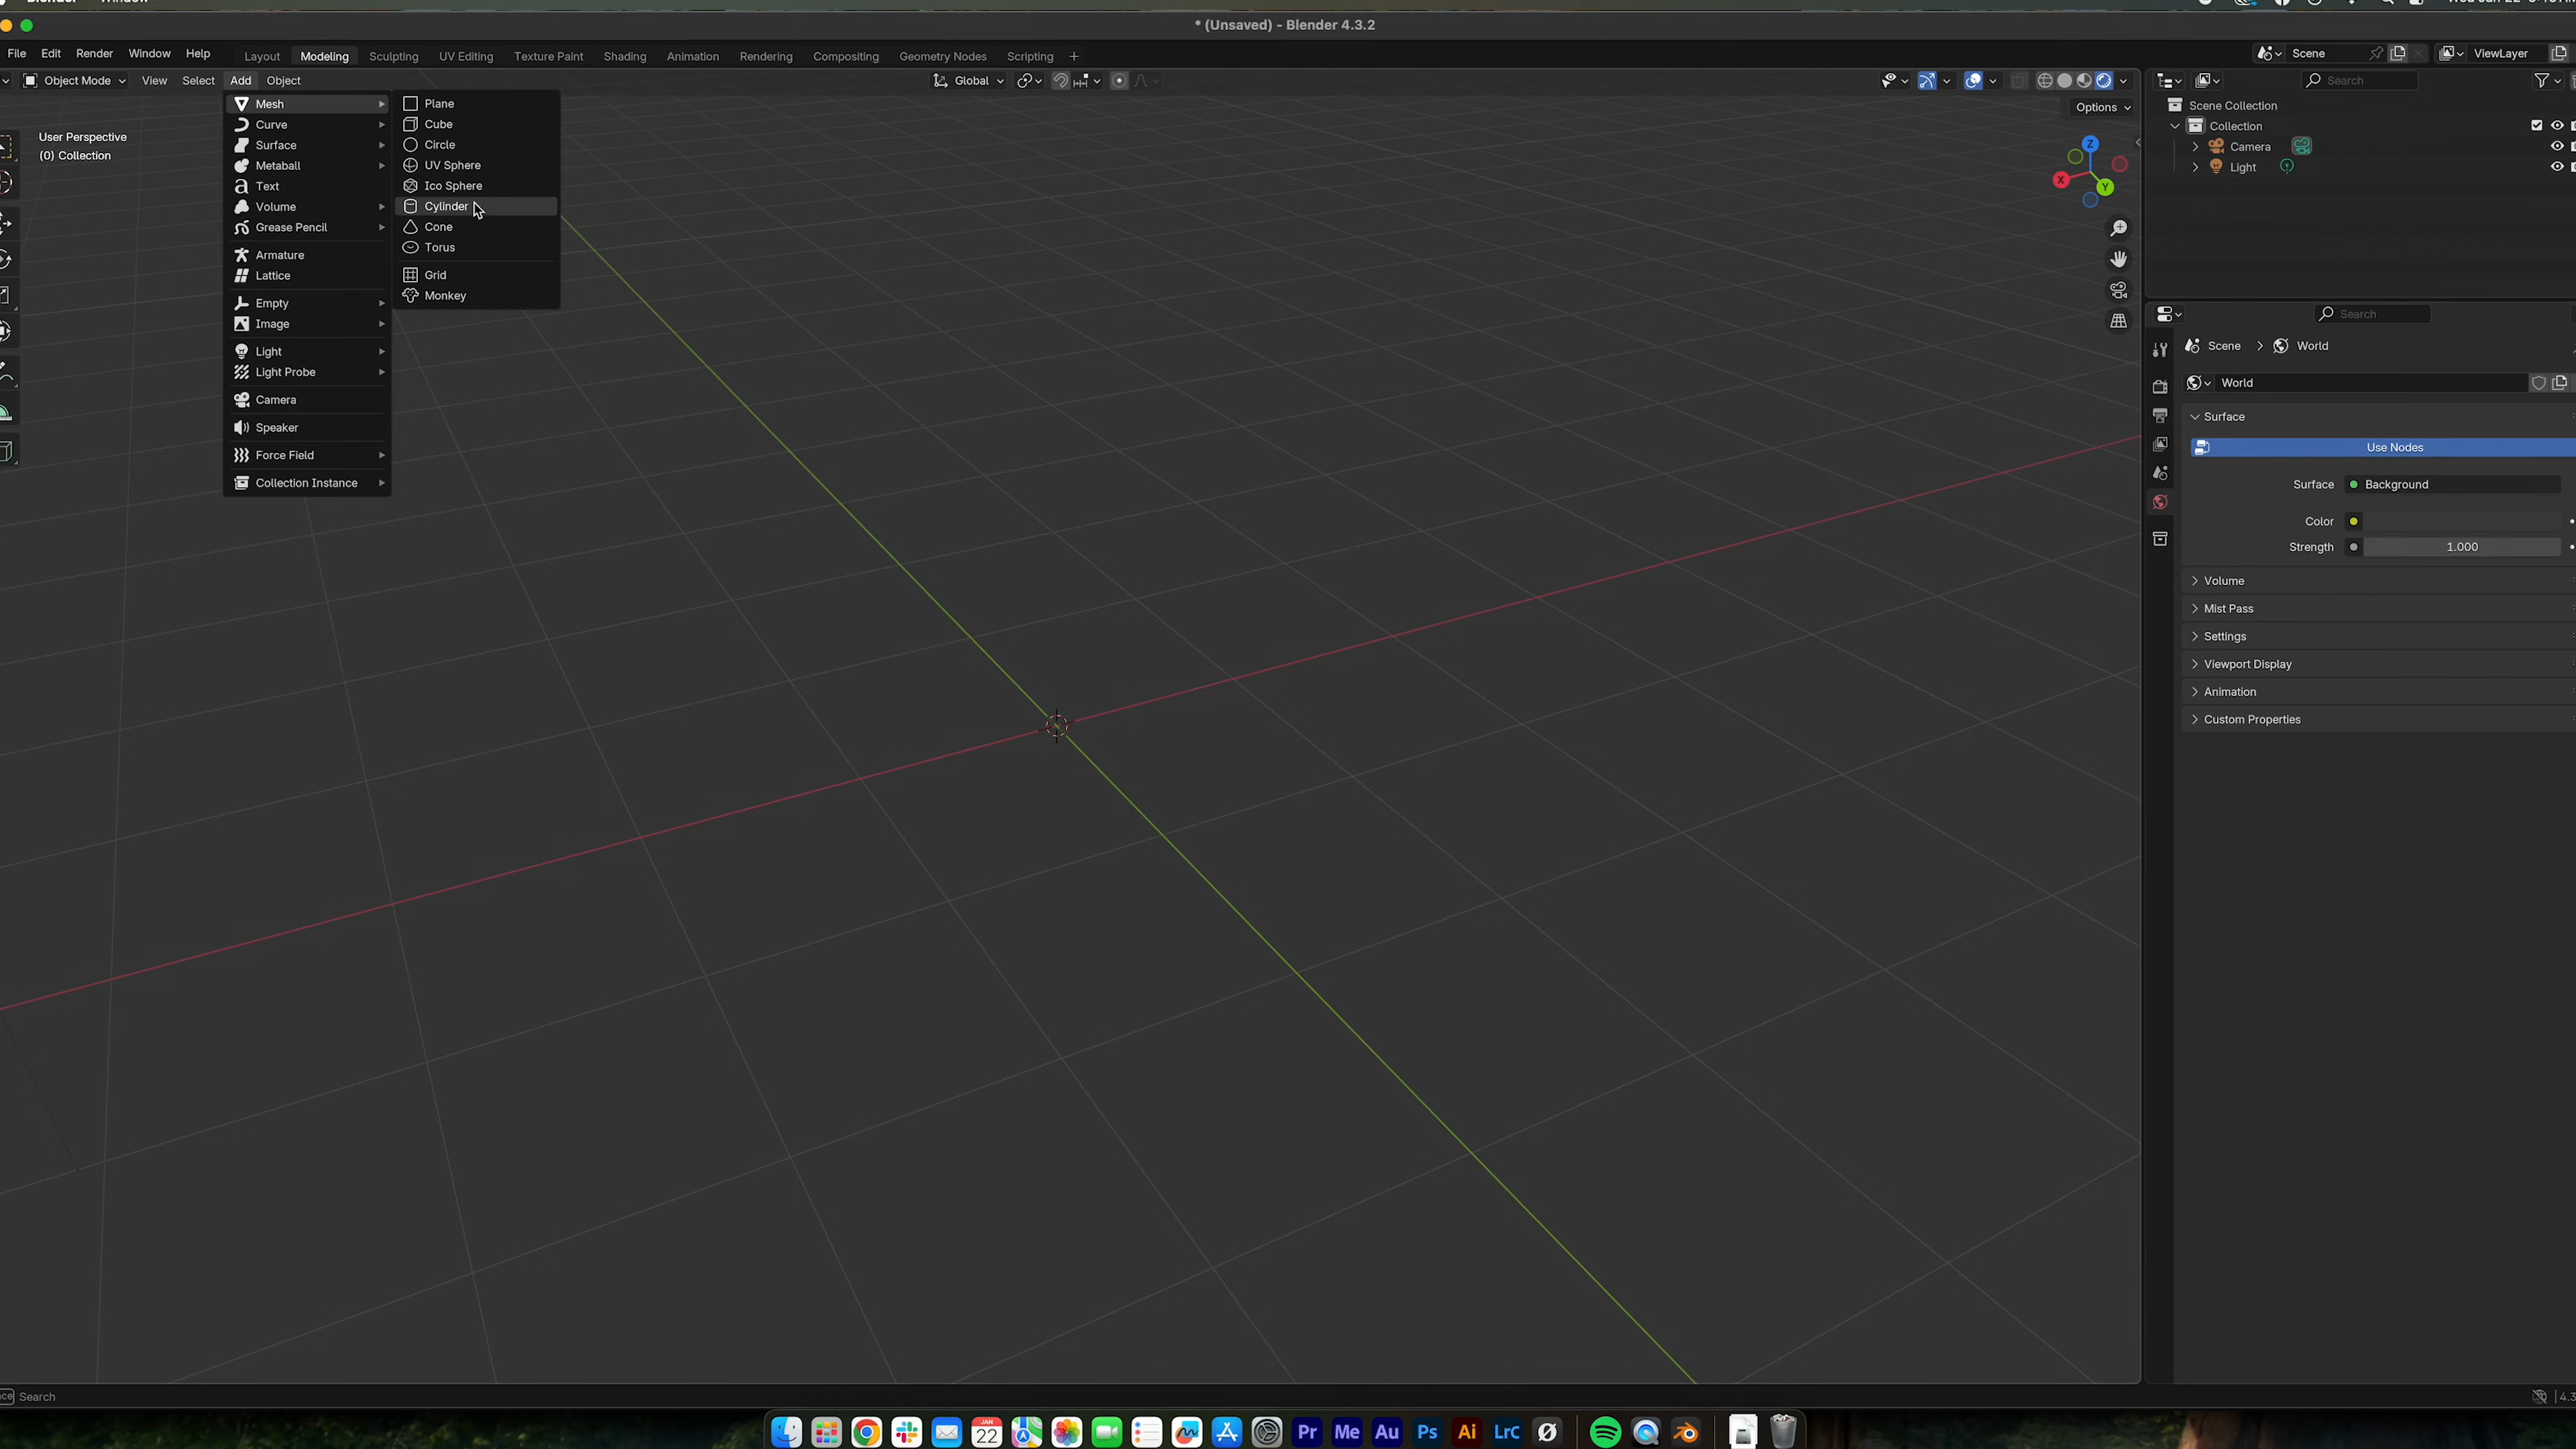 * (Unsaved) - Blender 4.3.2
File Edit Render Window Help Layout Modeling Sculpting UV Editing Texture Paint Shading Animation Rendering Compositing Geometry Nodes Scripting + Scene ViewLayer
Object Mode View Select Add Object Global Search
Options
User Perspective
(0) Collection
Mesh
Curve
Surface
Metaball
Text
Volume
Grease Pencil
Armature
Lattice
Empty
Image
Light
Light Probe
Camera
Speaker
Force Field
Collection Instance
Plane
Cube
Circle
UV Sphere
Ico Sphere
Cylinder
Cone
Torus
Grid
Monkey
Z
X
Y
Scene Collection
Collection
Camera
Light
Search
Scene > World
World
Surface
Use Nodes
Surface Background
Color
Strength 1.000
Volume
Mist Pass
Settings
Viewport Display
Animation
Custom Properties
Search
JAN
22
Pr Me Au Ps Ai LrC